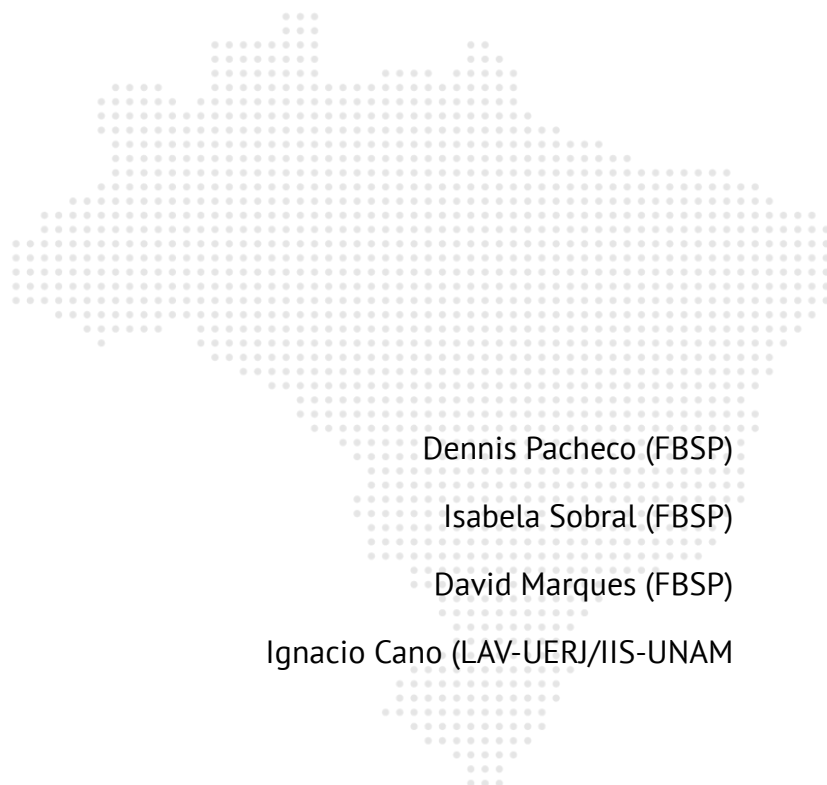 Dennis Pacheco (FBSP)
Isabela Sobral (FBSP)
David Marques (FBSP)
Ignacio Cano (LAV-UERJ/IIS-UNAM